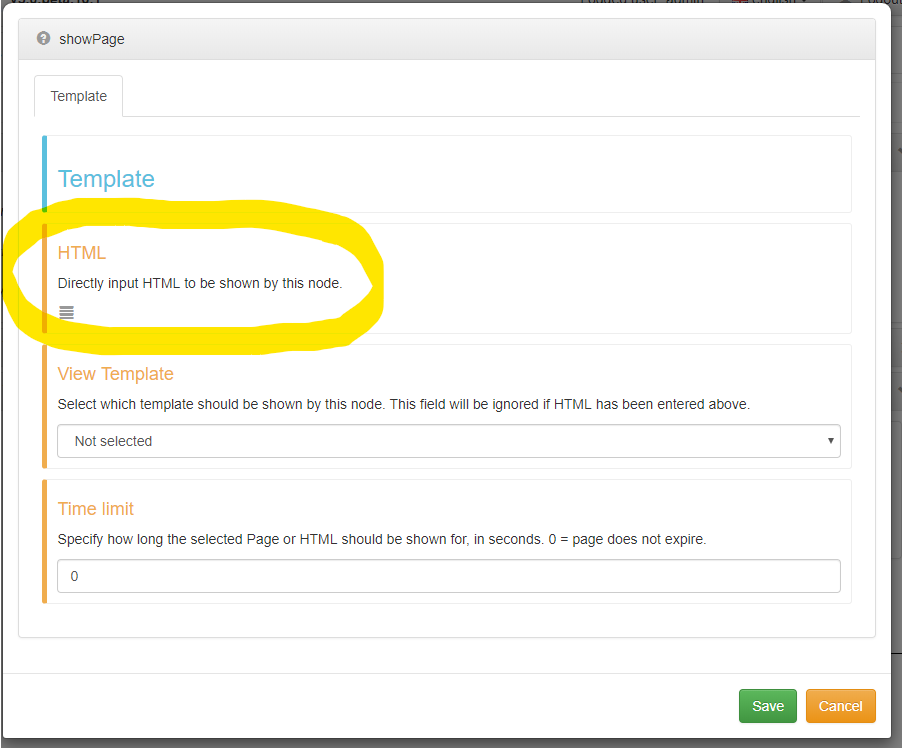 showPage
Template
Template
HTML
Directly input HTML to be shown by this node.
View Template
Select which template should be shown by this node. This field will be ignored if HTML has been entered above.
Not selected
Time limit
Specify how long the selected Page or HTML should be shown for, in seconds. 0 = page does not expire.
0
Save
Cancel